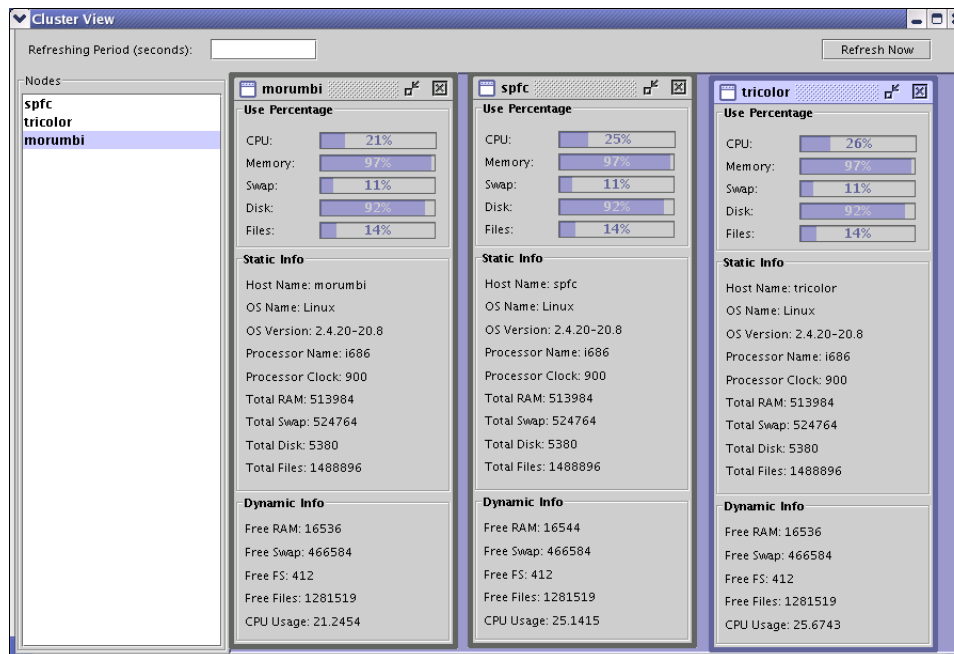 Cluster View
Refreshing Period (seconds):
Refresh Now
Nodes
spfc
tricolor
morumbi
morumbi
Use Percentage
CPU: 21%
Memory: 97%
Swap: 11%
Disk: 92%
Files: 14%
Static Info
Host Name: morumbi
OS Name: Linux
OS Version: 2.4.20-20.8
Processor Name: i686
Processor Clock: 900
Total RAM: 513984
Total Swap: 524764
Total Disk: 5380
Total Files: 1488896
Dynamic Info
Free RAM: 16536
Free Swap: 466584
Free FS: 412
Free Files: 1281519
CPU Usage: 21.2454
spfc
Use Percentage
CPU: 25%
Memory: 97%
Swap: 11%
Disk: 92%
Files: 14%
Static Info
Host Name: spfc
OS Name: Linux
OS Version: 2.4.20-20.8
Processor Name: i686
Processor Clock: 900
Total RAM: 513984
Total Swap: 524764
Total Disk: 5380
Total Files: 1488896
Dynamic Info
Free RAM: 16544
Free Swap: 466584
Free FS: 412
Free Files: 1281519
CPU Usage: 25.1415
tricolor
Use Percentage
CPU: 26%
Memory: 97%
Swap: 11%
Disk: 92%
Files: 14%
Static Info
Host Name: tricolor
OS Name: Linux
OS Version: 2.4.20-20.8
Processor Name: i686
Processor Clock: 900
Total RAM: 513984
Total Swap: 524764
Total Disk: 5380
Total Files: 1488896
Dynamic Info
Free RAM: 16536
Free Swap: 466584
Free FS: 412
Free Files: 1281519
CPU Usage: 25.6743